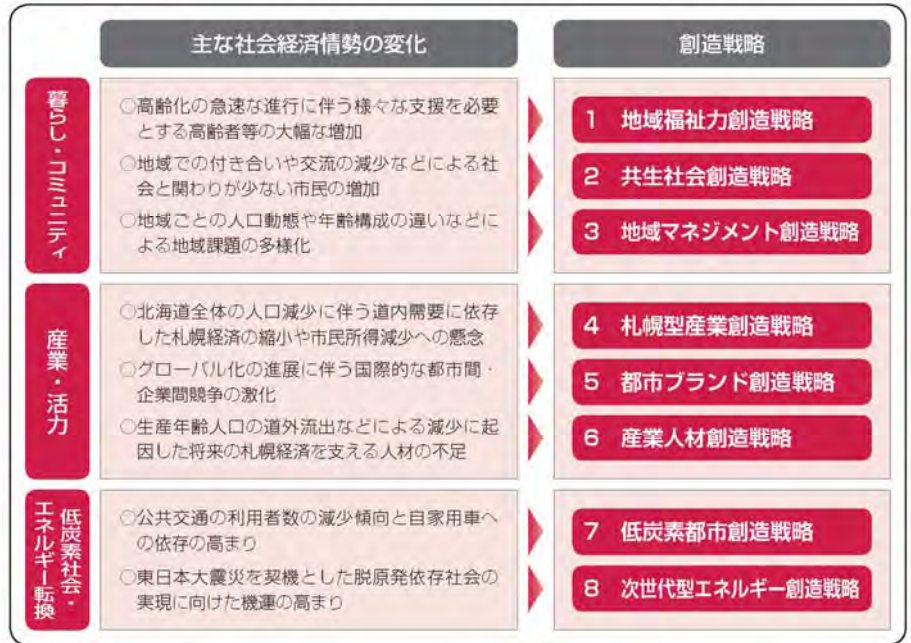 主な社会経済情勢の変化
創造戦略
暮らし・コミュニティ
○高齢化の急速な進行に伴う様々な支援を必要
とする高齢者等の大幅な増加
○地域での付き合いや交流の減少などによる社
会と関わりが少ない市民の増加
○地域ごとの人口動態や年齢構成の違いなどに
よる地域課題の多様化
1 地域福祉力創造戦略
2 共生社会創造戦略
3 地域マネジメント創造戦略
産業・活力
○北海道全体の人口減少に伴う道内需要に依存
した札幌経済の縮小や市民所得減少への懸念
○グローバル化の進展に伴う国際的な都市間・
企業間競争の激化
○生産年齢人口の道外流出などによる減少に起
因した将来の札幌経済を支える人材の不足
4 札幌型産業創造戦略
5 都市ブランド創造戦略
6 産業人材創造戦略
低炭素社会・
エネルギー転換
○公共交通の利用者数の減少傾向と自家用車へ
の依存の高まり
○東日本大震災を契機とした脱原発依存社会の
実現に向けた機運の高まり
7 低炭素都市創造戦略
8 次世代型エネルギー創造戦略